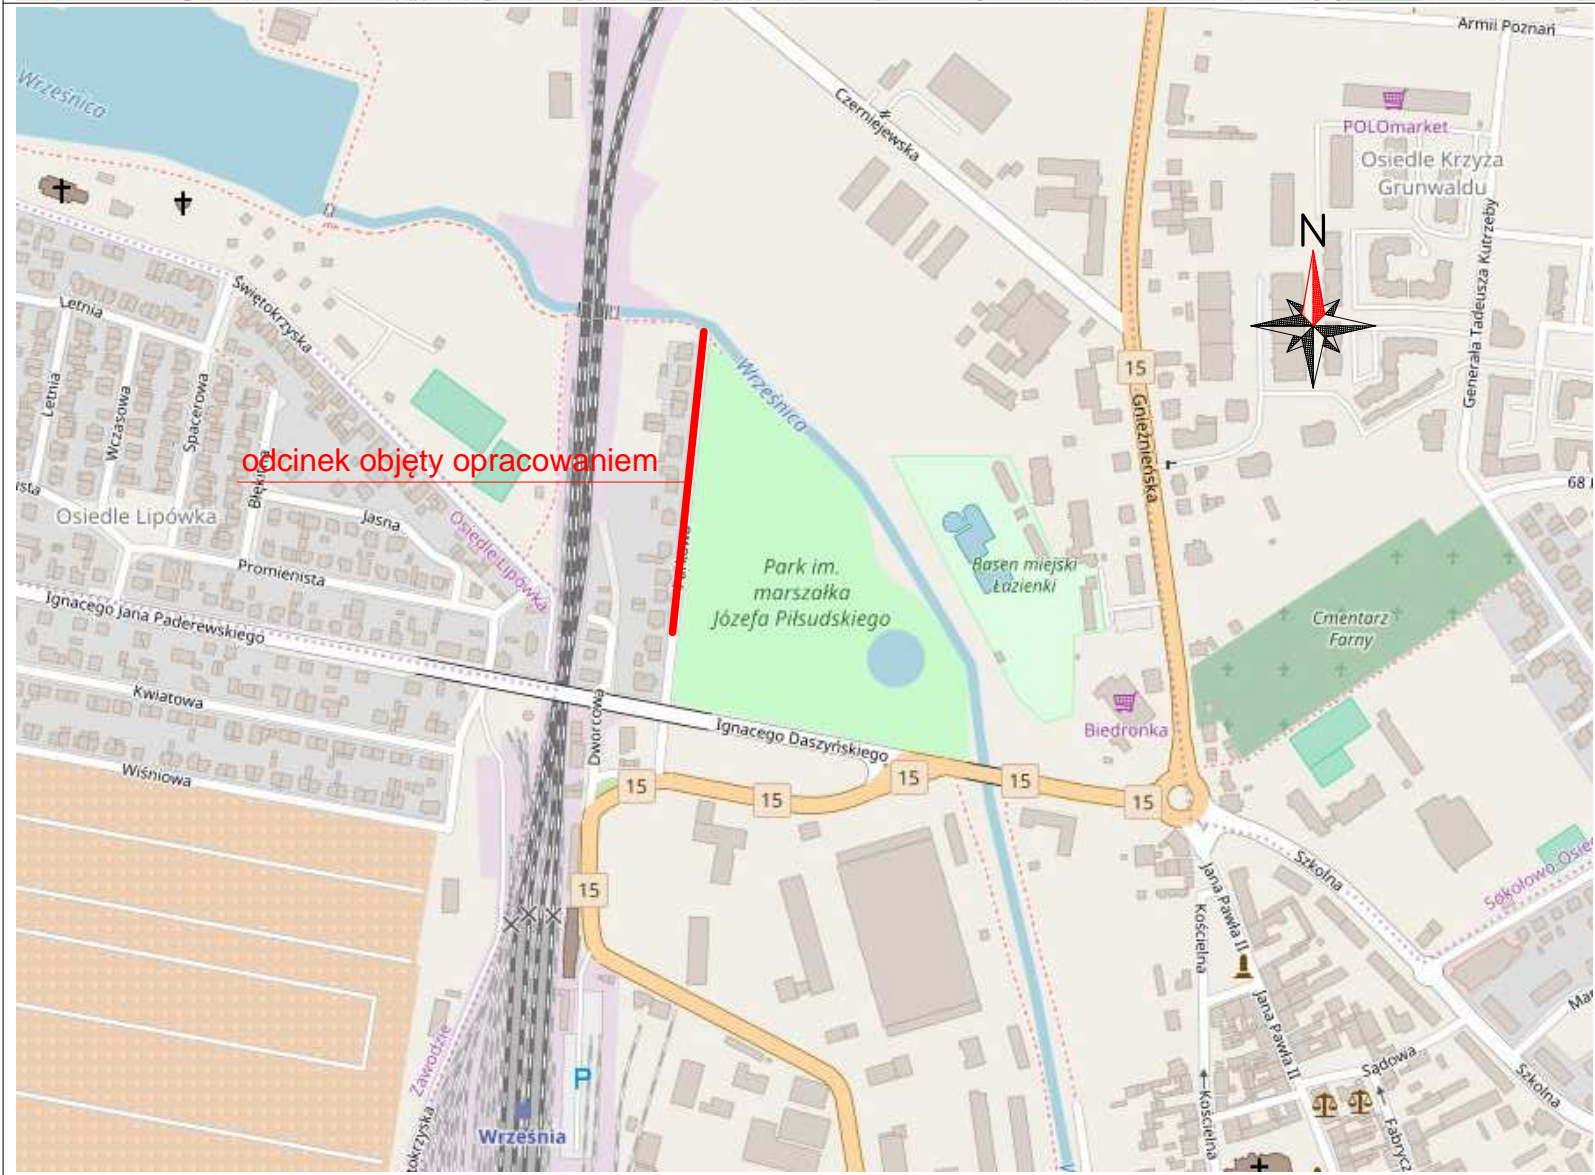 Armii Poznań
Wrześnica
Czerniejewska
POLOmarket
Osiedle Krzyża
Grunwaldu
N
Generała Tadeusza Kutrzeby
Świętokrzyska
Letnia
Letnia
Wczasowa
Spacerowa
Wrześnica
15
Gnieźnieńska
odcinek objęty opracowaniem
68
Osiedle Lipówka
Jasna
Osiedle Lipówka
Promienista
Park im.
marszałka
Józefa Piłsudskiego
Basen miejski
Łazienki
Cmentarz
Farny
Ignacego Jana Paderewskiego
Kwiatowa
Dworcowa
Ignacego Daszyńskiego
Biedronka
Wiśniowa
15
15
15
15
15
15
Szkolna
Jana Pawła II
Kościelna
Jana Pawła II
Zawodzie
P
Września
Sądowa
Szkolna
Kościelna